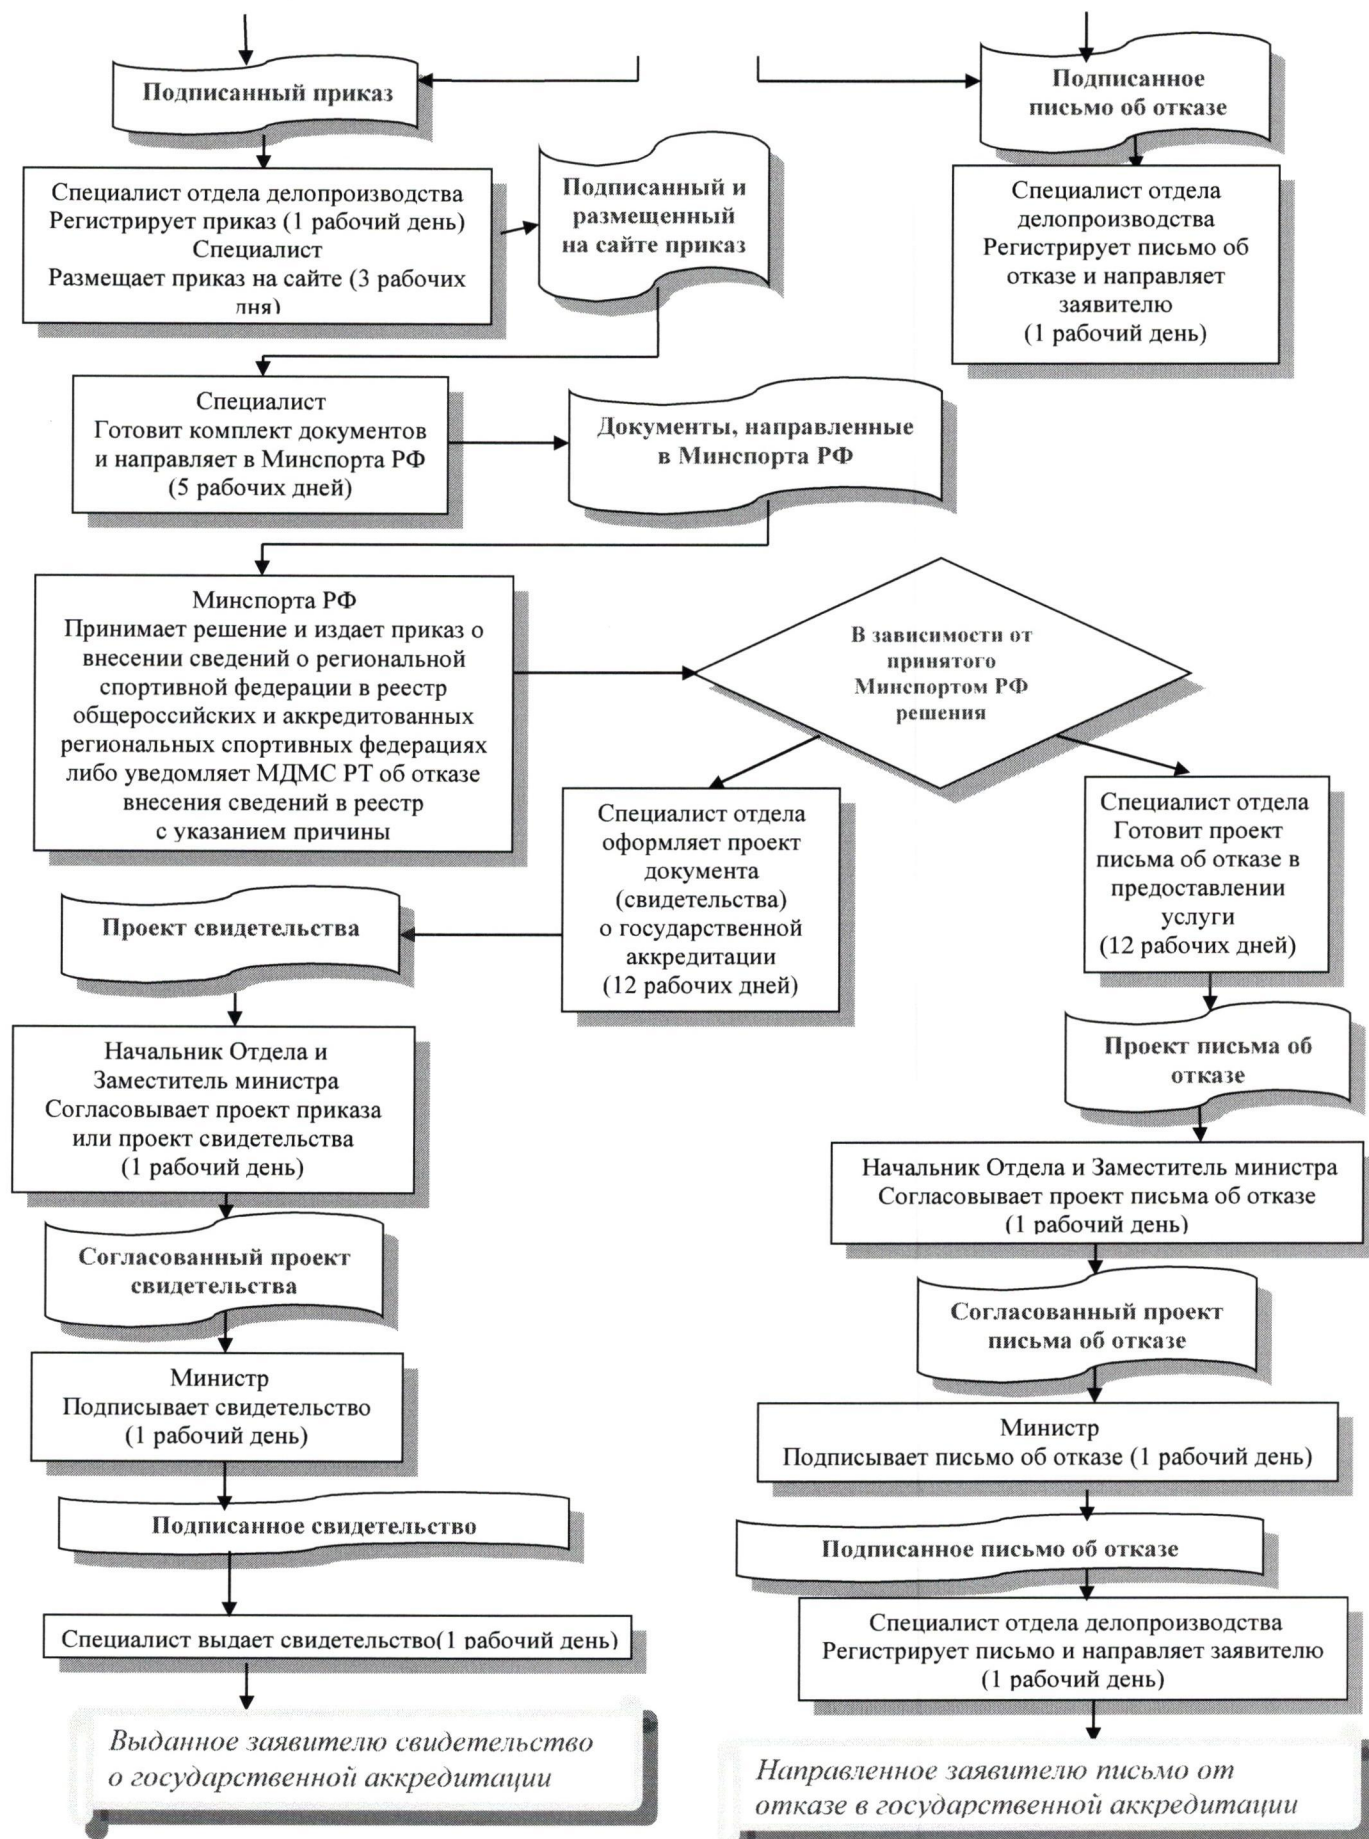 Подписанный приказ
Подписанное
письмо об отказе
Специалист отдела делопроизводства
Регистрирует приказ (1 рабочий день)
Специалист
Размещает приказ на сайте (3 рабочих
дня)
Подписанный и
размещенный
на сайте приказ
Специалист отдела
делопроизводства
Регистрирует письмо об
отказе и направляет
заявителю
(1 рабочий день)
Специалист
Готовит комплект документов
и направляет в Минспорта РФ
(5 рабочих дней)
Документы, направленные
в Минспорта РФ
Минспорта РФ
Принимает решение и издает приказ о
внесении сведений о региональной
спортивной федерации в реестр
общероссийских и аккредитованных
региональных спортивных федерациях
либо уведомляет МДМС РТ об отказе
внесения сведений в реестр
с указанием причины
В зависимости от
принятого
Минспортом РФ
решения
Специалист отдела
оформляет проект
документа
(свидетельства)
о государственной
аккредитации
(12 рабочих дней)
Специалист отдела
Готовит проект
письма об отказе в
предоставлении
услуги
(12 рабочих дней)
Проект свидетельства
Проект письма об
отказе
Начальник Отдела и
Заместитель министра
Согласовывает проект приказа
или проект свидетельства
(1 рабочий день)
Начальник Отдела и Заместитель министра
Согласовывает проект письма об отказе
(1 рабочий день)
Согласованный проект
свидетельства
Согласованный проект
письма об отказе
Министр
Подписывает свидетельство
(1 рабочий день)
Министр
Подписывает письмо об отказе (1 рабочий день)
Подписанное свидетельство
Подписанное письмо об отказе
Специалист выдает свидетельство(1 рабочий день)
Специалист отдела делопроизводства
Регистрирует письмо и направляет заявителю
(1 рабочий день)
Выданное заявителю свидетельство
о государственной аккредитации
Направленное заявителю письмо от
отказе в государственной аккредитации